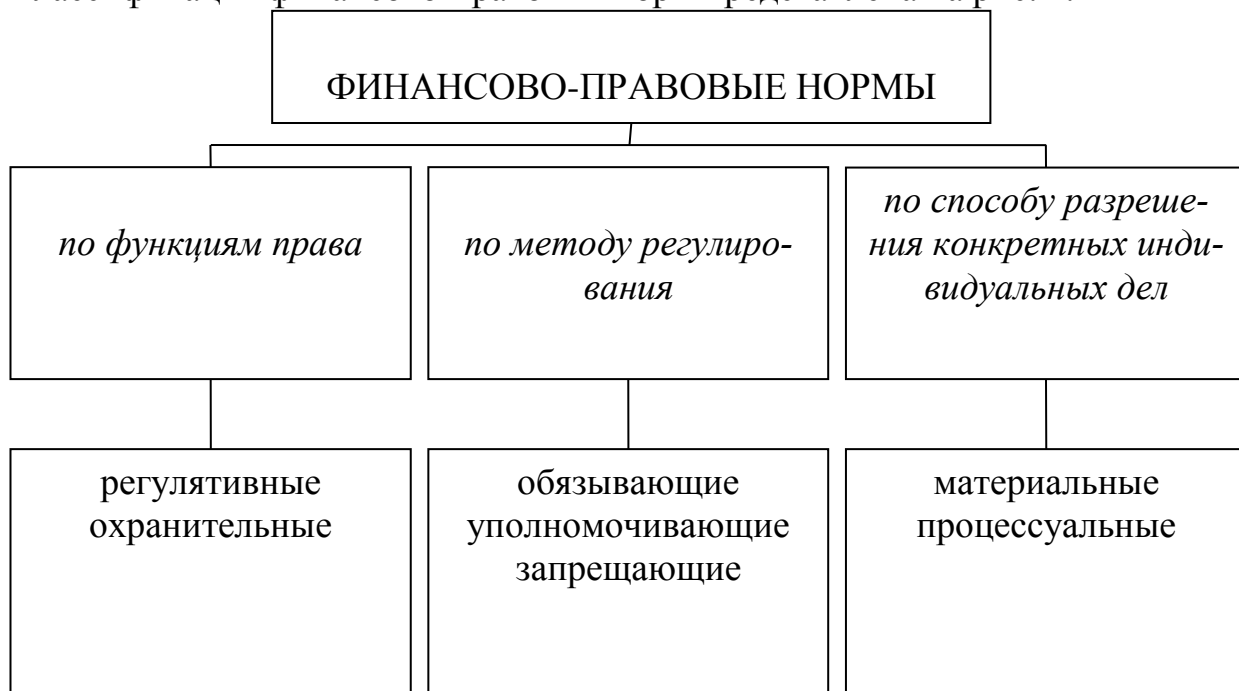 ФИНАНСОВО-ПРАВОВЫЕ НОРМЫ
по функциям права
по методу регулиро-
вания
по способу разреше-
ния конкретных инди-
видуальных дел
регулятивные
охранительные
обязывающие
уполномочивающие
запрещающие
материальные
процессуальные